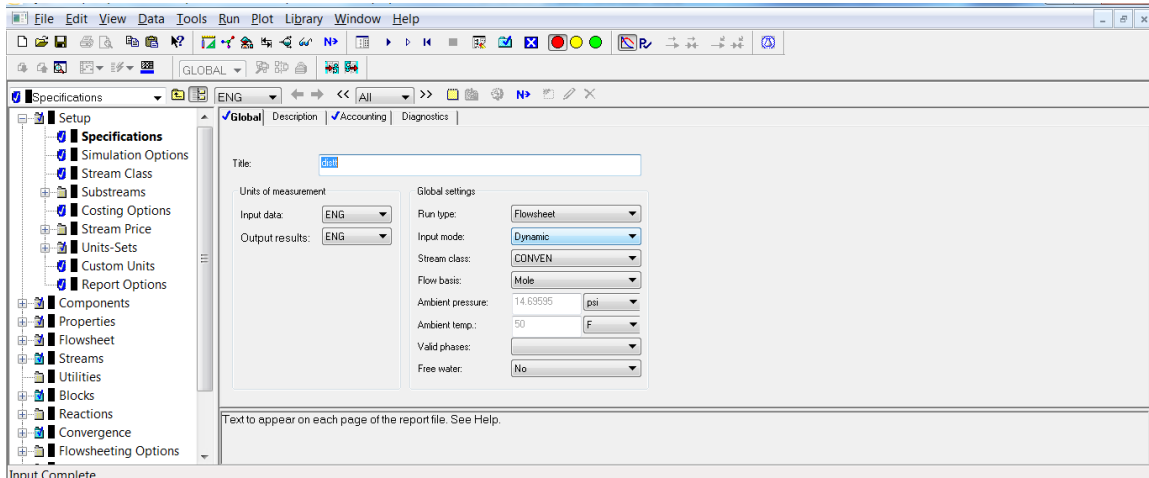 File Edit View Data Tools Run Plot Library Window Help
N>
GLOBAL
Specifications ENG << All >> N>
Setup
Specifications
Simulation Options
Stream Class
Substreams
Costing Options
Stream Price
Units-Sets
Custom Units
Report Options
Components
Properties
Flowsheet
Streams
Utilities
Blocks
Reactions
Convergence
Flowsheeting Options
Global Description Accounting Diagnostics
Title:
Units of measurement
Input data: ENG
Output results: ENG
Global settings
Run type: Flowsheet
Input mode: Dynamic
Stream class: CONVEN
Flow basis: Mole
Ambient pressure: 14.69595 psi
Ambient temp.: 50 F
Valid phases:
Free water: No
Text to appear on each page of the report file. See Help.
Input Complete